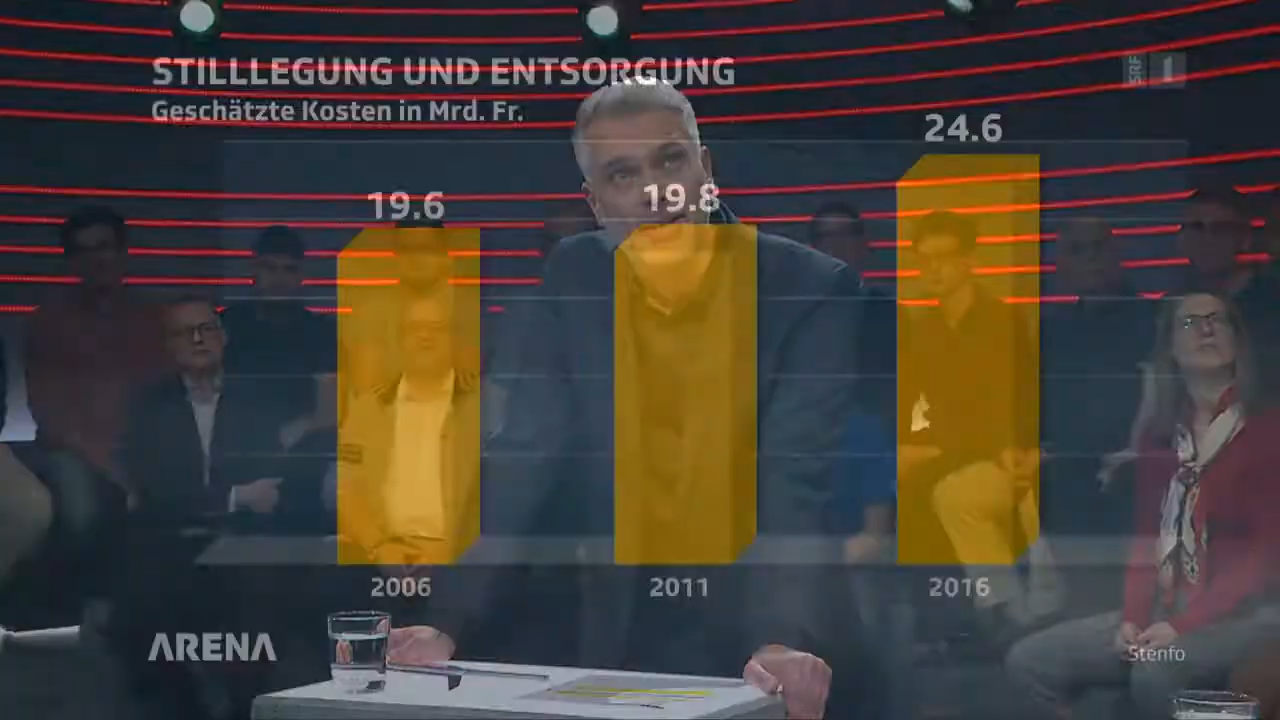 STILLLEGUNG UND ENTSORGUNG
Geschätzte Kosten in Mrd. Fr.
SRF 1
24.6
19.6
19.8
2006
2011
2016
ARENA
Stenfo